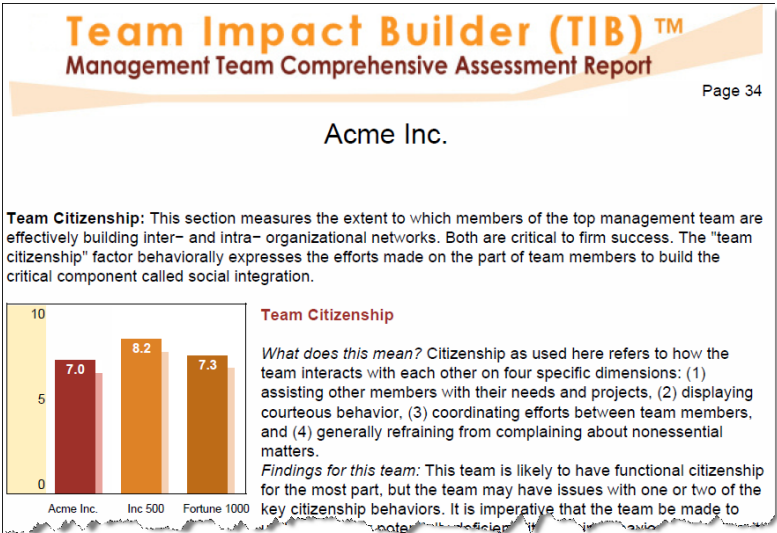 Team Impact Builder (TIB) ™
Management Team Comprehensive Assessment Report
Page 34
Acme Inc.
Team Citizenship: This section measures the extent to which members of the top management team are
effectively building inter− and intra− organizational networks. Both are critical to firm success. The "team
citizenship" factor behaviorally expresses the efforts made on the part of team members to build the
critical component called social integration.
10
5
0
7.0
8.2
7.3
Acme Inc.
Inc 500
Fortune 1000
Team Citizenship
What does this mean? Citizenship as used here refers to how the
team interacts with each other on four specific dimensions: (1)
assisting other members with their needs and projects, (2) displaying
courteous behavior, (3) coordinating efforts between team members,
and (4) generally refraining from complaining about nonessential
matters.
Findings for this team: This team is likely to have functional citizenship
for the most part, but the team may have issues with one or two of the
key citizenship behaviors. It is imperative that the team be made to